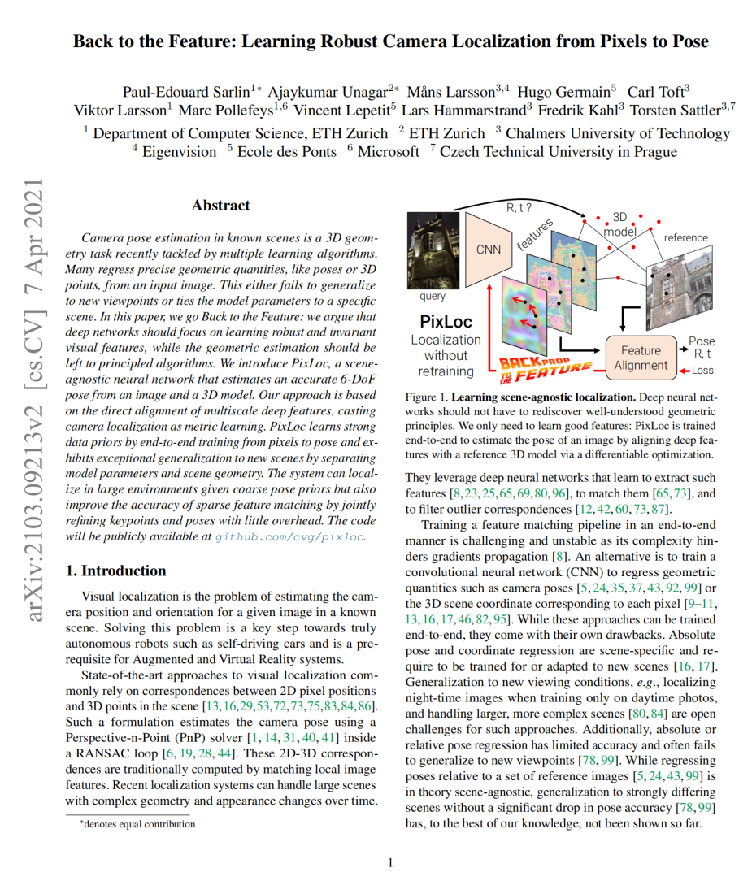 Back to the Feature: Learning Robust Camera Localization from Pixels to Pose
Paul-Edouard Sarlin1* Ajaykumar Unagar2* Måns Larsson3,4 Hugo Germain5 Carl Toft3
Viktor Larsson1 Marc Pollefeys1,6 Vincent Lepetit5 Lars Hammarstrand3 Fredrik Kahl3 Torsten Sattler3,7
1 Department of Computer Science, ETH Zurich 2 ETH Zurich 3 Chalmers University of Technology
4 Eigenvision 5 Ecole des Ponts 6 Microsoft 7 Czech Technical University in Prague
arXiv:2103.09213v2 [cs.CV] 7 Apr 2021
Abstract
Camera pose estimation in known scenes is a 3D geom-
etry task recently tackled by multiple learning algorithms.
Many regress precise geometric quantities, like poses or 3D
points, from an input image. This either fails to generalize
to new viewpoints or ties the model parameters to a specific
scene. In this paper, we go Back to the Feature: we argue that
deep networks should focus on learning robust and invariant
visual features, while the geometric estimation should be
left to principled algorithms. We introduce PixLoc, a scene-
agnostic neural network that estimates an accurate 6-DoF
pose from an image and a 3D model. Our approach is based
on the direct alignment of multiscale deep features, casting
camera localization as metric learning. PixLoc learns strong
data priors by end-to-end training from pixels to pose and ex-
hibits exceptional generalization to new scenes by separating
model parameters and scene geometry. The system can local-
ize in large environments given coarse pose priors but also
improve the accuracy of sparse feature matching by jointly
refining keypoints and poses with little overhead. The code
will be publicly available at github.com/cvg/pixloc.
1. Introduction
Visual localization is the problem of estimating the cam-
era position and orientation for a given image in a known
scene. Solving this problem is a key step towards truly
autonomous robots such as self-driving cars and is a pre-
requisite for Augmented and Virtual Reality systems.
State-of-the-art approaches to visual localization com-
monly rely on correspondences between 2D pixel positions
and 3D points in the scene [13,16,29,53,72,73,75,83,84,86].
Such a formulation estimates the camera pose using a
Perspective-n-Point (PnP) solver [1, 14, 31, 40, 41] inside
a RANSAC loop [6, 19, 28, 44]. These 2D-3D correspon-
dences are traditionally computed by matching local image
features. Recent localization systems can handle large scenes
with complex geometry and appearance changes over time.
*denotes equal contribution
R, t ?
3D
model
features
CNN
reference
query
PixLoc
Localization
without
retraining
BACKPROP
TO THE FEATURE
Feature
Alignment
Pose
R, t
Loss
Figure 1. Learning scene-agnostic localization. Deep neural net-
works should not have to rediscover well-understood geometric
principles. We only need to learn good features: PixLoc is trained
end-to-end to estimate the pose of an image by aligning deep fea-
tures with a reference 3D model via a differentiable optimization.
They leverage deep neural networks that learn to extract such
features [8,23,25,65,69,80,96], to match them [65,73], and
to filter outlier correspondences [12, 42, 60, 73, 87].
Training a feature matching pipeline in an end-to-end
manner is challenging and unstable as its complexity hin-
ders gradients propagation [8]. An alternative is to train a
convolutional neural network (CNN) to regress geometric
quantities such as camera poses [5, 24, 35, 37, 43, 92, 99] or
the 3D scene coordinate corresponding to each pixel [9–11,
13, 16, 17, 46, 82, 95]. While these approaches can be trained
end-to-end, they come with their own drawbacks. Absolute
pose and coordinate regression are scene-specific and re-
quire to be trained for or adapted to new scenes [16, 17].
Generalization to new viewing conditions, e.g., localizing
night-time images when training only on daytime photos,
and handling larger, more complex scenes [80, 84] are open
challenges for such approaches. Additionally, absolute or
relative pose regression has limited accuracy and often fails
to generalize to new viewpoints [78, 99]. While regressing
poses relative to a set of reference images [5, 24, 43, 99] is
in theory scene-agnostic, generalization to strongly differing
scenes without a significant drop in pose accuracy [78, 99]
has, to the best of our knowledge, not been shown so far.
1